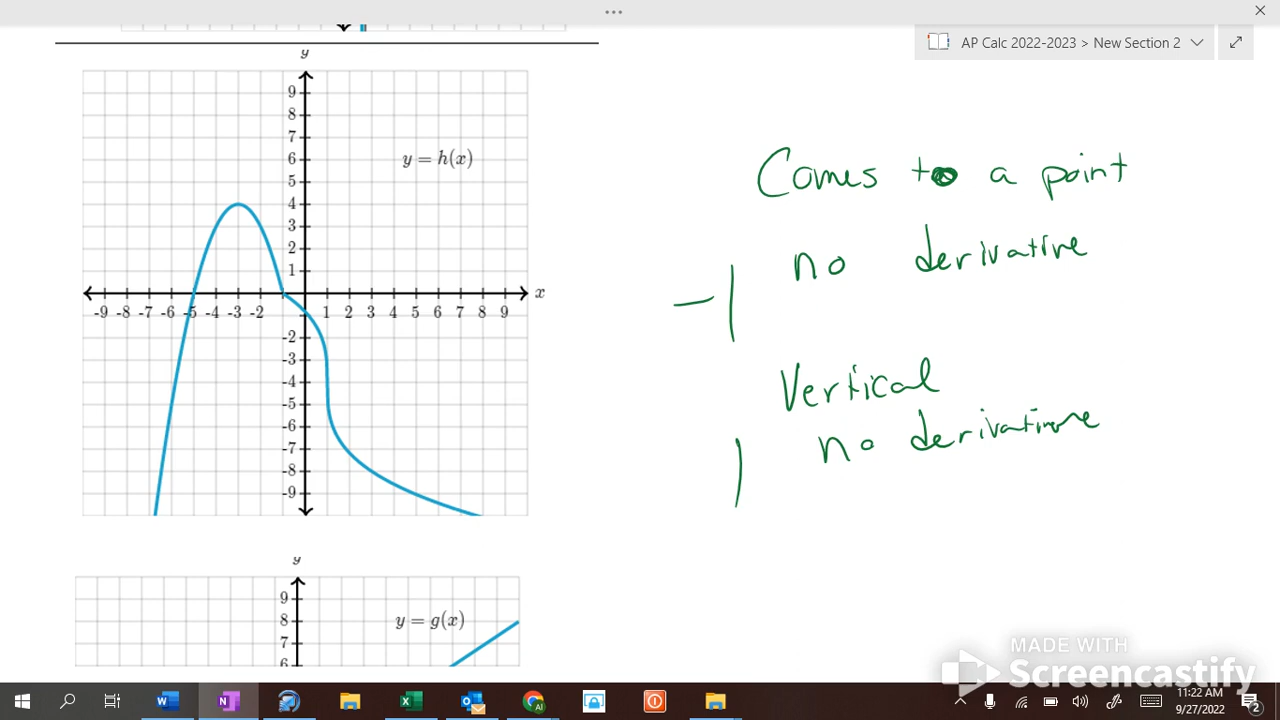 AP Calc 2022-2023 > New Section 2
y
9
8
7
6
5
4
3
2
1
y = h(x)
x
-9 -8 -7 -6 -5 -4 -3 -2 1 2 3 4 5 6 7 8 9
-2
-3
-4
-5
-6
-7
-8
-9
Comes to a point
no derivative
-1
Vertical
no derivative
1
y
9
8
7
6
y = g(x)
MADE WITH
Screencastify
11:22 AM
9/27/2022
2